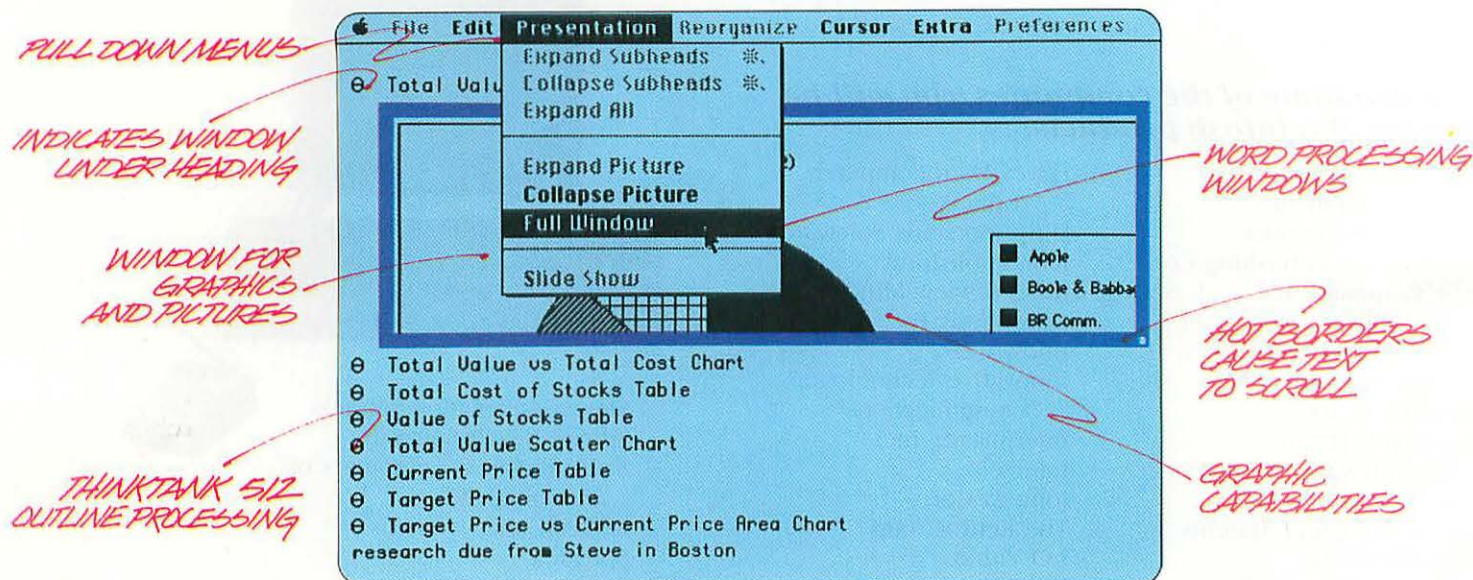 File Edit Presentation Reorganize Cursor Extra Preferences
Expand Subheads
Collapse Subheads
Expand All
Expand Picture
Collapse Picture
Full Window
Slide Show
Total Valu
2)
Apple
Boole & Babbag
BR Comm.
Total Value vs Total Cost Chart
Total Cost of Stocks Table
Value of Stocks Table
Total Value Scatter Chart
Current Price Table
Target Price Table
Target Price vs Current Price Area Chart
research due from Steve in Boston
PULL DOWN MENUS
INDICATES WINDOW
UNDER HEADING
WINDOW FOR
GRAPHICS
AND PICTURES
THINKTANK 512
OUTLINE PROCESSING
WORD PROCESSING
WINDOWS
HOT BORDERS
CAUSE TEXT
TO SCROLL
GRAPHIC
CAPABILITIES